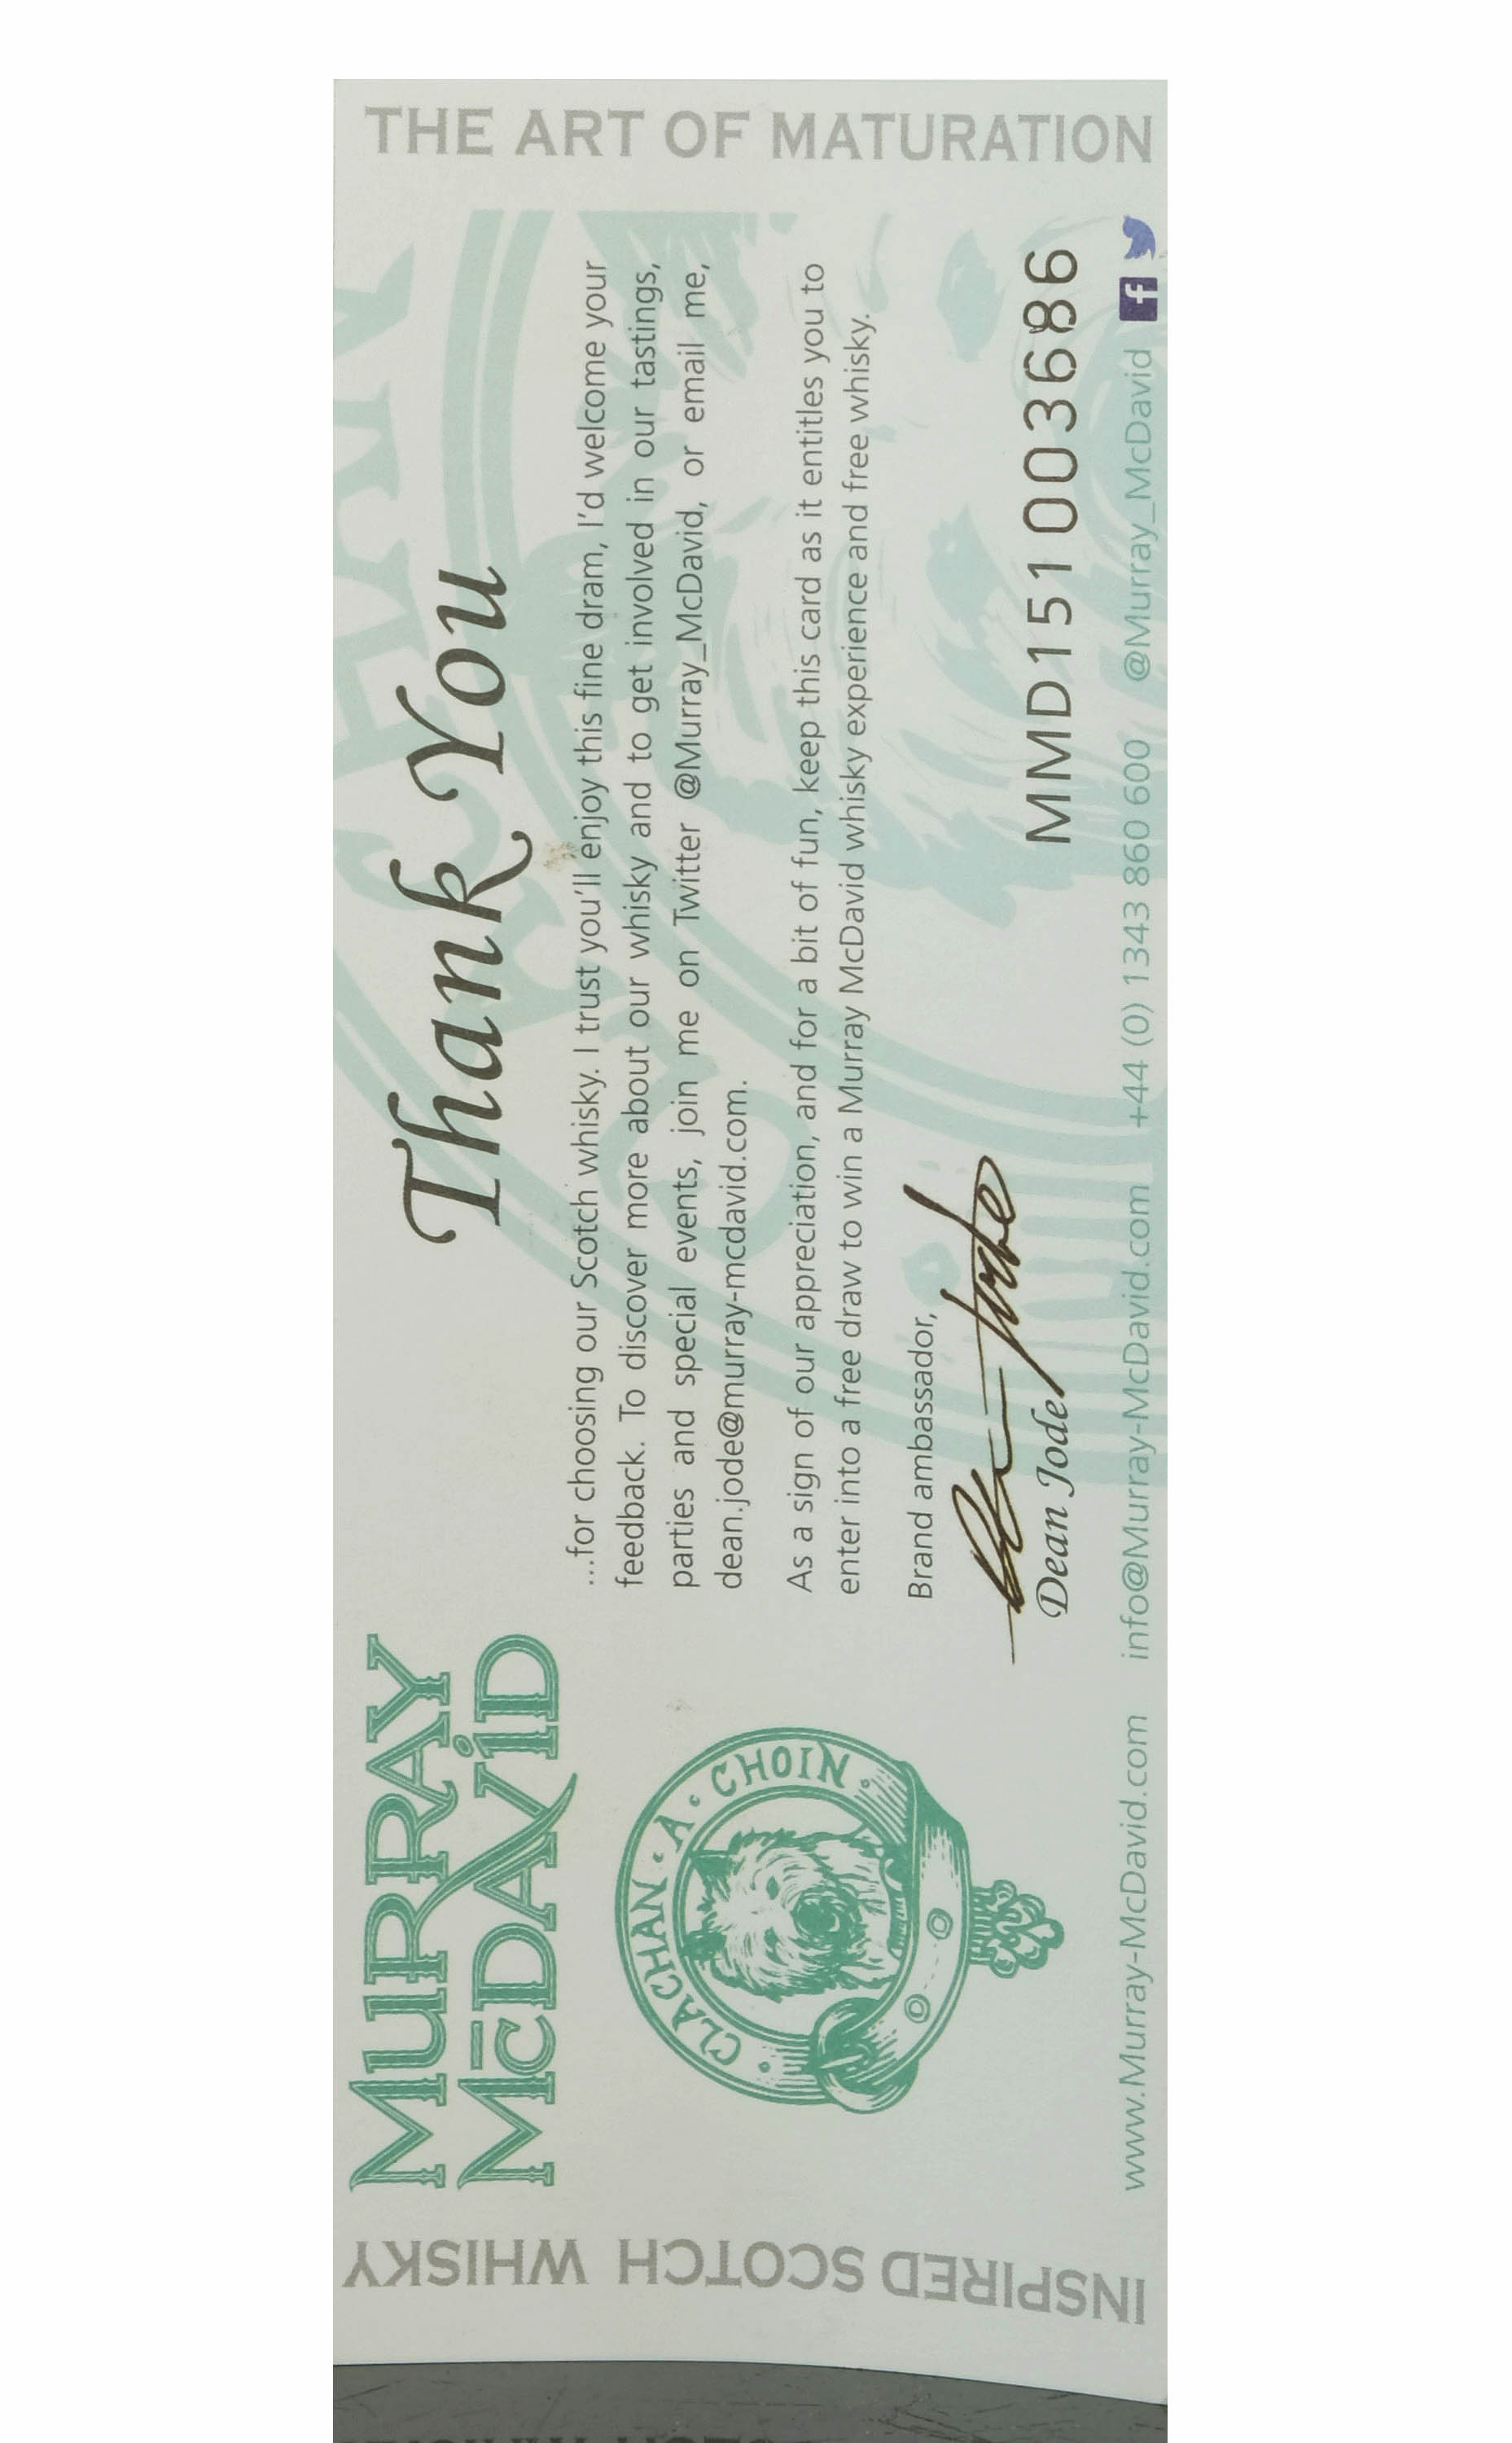 INSPIRED SCOTCH WHISKY
MURRAY
McDAViD
· CLACHAN · A · CHOIN ·
Thank You
...for choosing our Scotch whisky. I trust you'll enjoy this fine dram, I'd welcome your
feedback. To discover more about our whisky and to get involved in our tastings,
parties and special events, join me on Twitter @Murray_McDavid, or email me,
dean.jode@murray-mcdavid.com.
As a sign of our appreciation, and for a bit of fun, keep this card as it entitles you to
enter into a free draw to win a Murray McDavid whisky experience and free whisky.
Brand ambassador,
Dean Jode
MMD151 003686
www.Murray-McDavid.com info@Murray-McDavid.com +44 (0) 1343 860 600 @Murray_McDavid
THE ART OF MATURATION